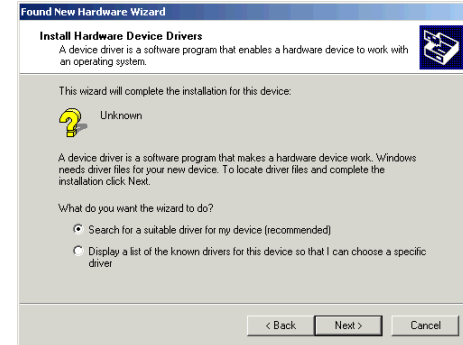 Found New Hardware Wizard
Install Hardware Device Drivers
A device driver is a software program that enables a hardware device to work with
an operating system.
This wizard will complete the installation for this device:
Unknown
A device driver is a software program that makes a hardware device work. Windows
needs driver files for your new device. To locate driver files and complete the
installation click Next.
What do you want the wizard to do?
Search for a suitable driver for my device (recommended)
Display a list of the known drivers for this device so that I can choose a specific
driver
< Back Next > Cancel